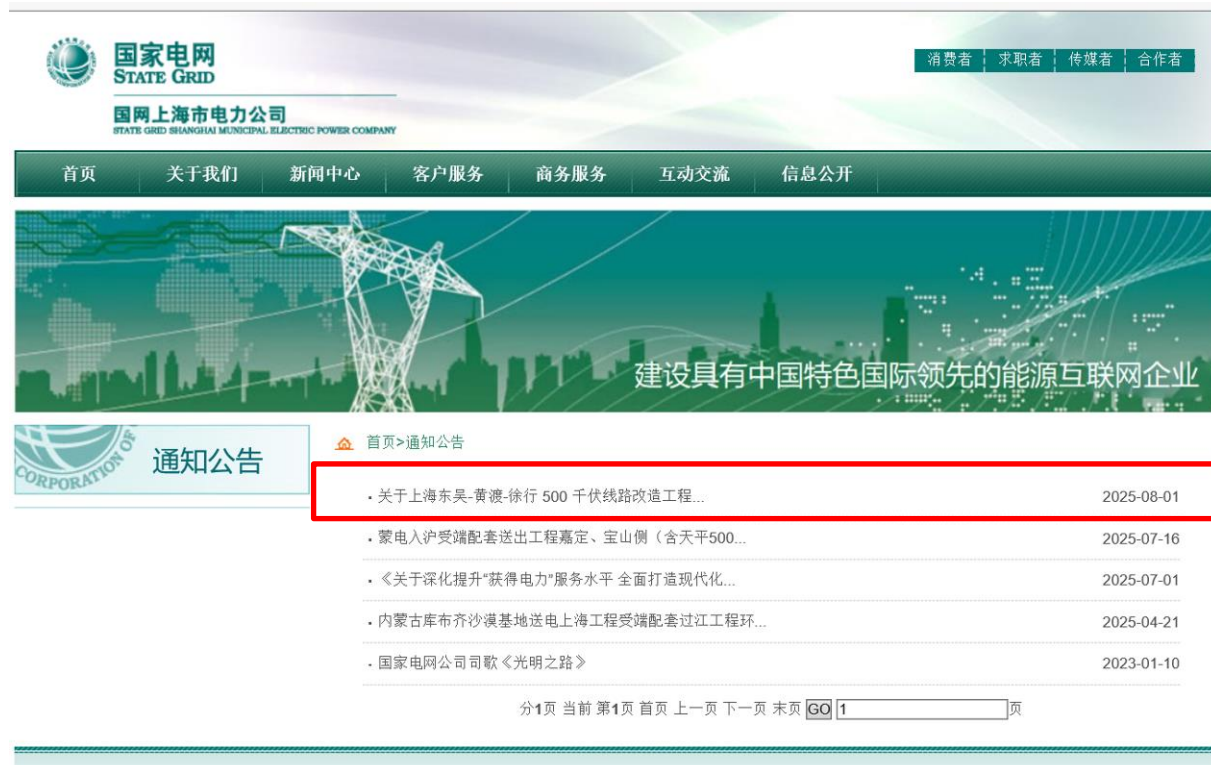 国家电网
STATE GRID
国网上海市电力公司
STATE GRID SHANGHAI MUNICIPAL ELECTRIC POWER COMPANY
消费者 求职者 传媒者 合作者
首页 关于我们 新闻中心 客户服务 商务服务 互动交流 信息公开
建设具有中国特色国际领先的能源互联网企业
CORPORATION OF
通知公告
首页>通知公告
· 关于上海东吴-黄渡-徐行 500 千伏线路改造工程... 2025-08-01
· 蒙电入沪受端配套送出工程嘉定、宝山侧（含天平500... 2025-07-16
· 《关于深化提升“获得电力”服务水平 全面打造现代化... 2025-07-01
· 内蒙古库布齐沙漠基地送电上海工程受端配套过江工程环... 2025-04-21
· 国家电网公司司歌《光明之路》 2023-01-10
分1页 当前 第1页 首页 上一页 下一页 末页 GO 1 页